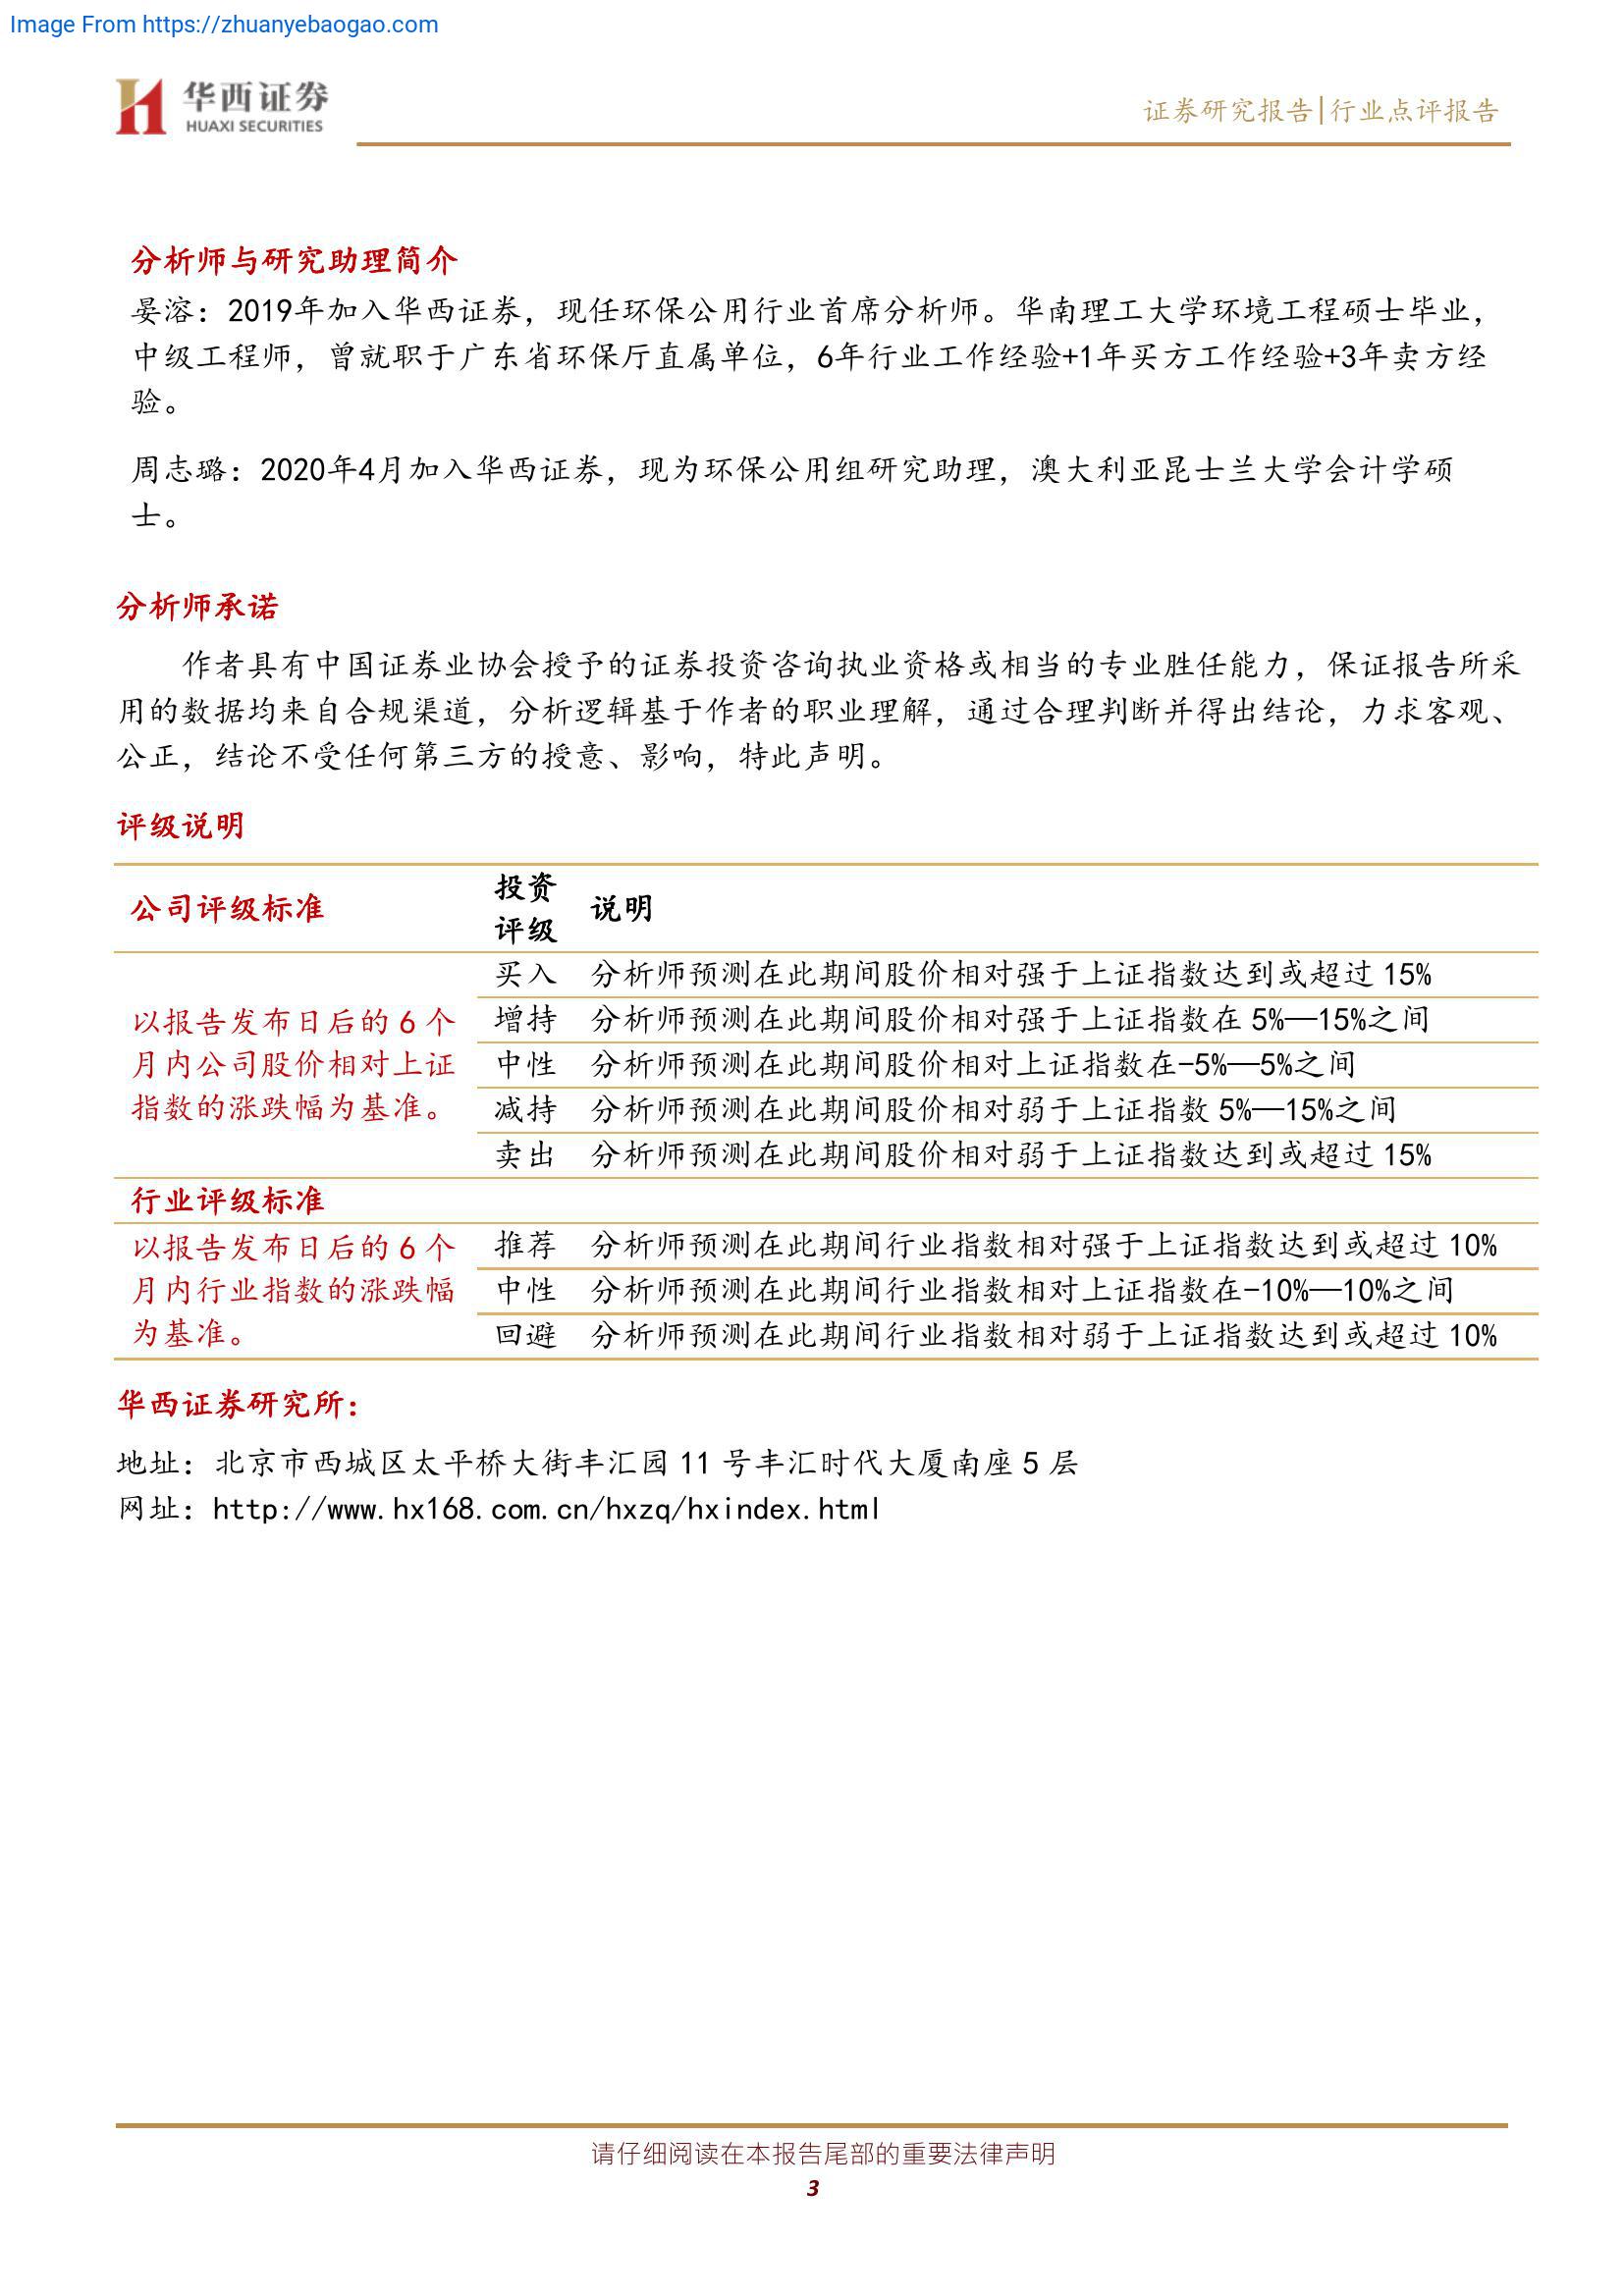 Image From https://zhuanyebaogao.com
华西证券
HUAXI SECURITIES
证券研究报告|行业点评报告
分析师与研究助理简介
晏溶：2019年加入华西证券，现任环保公用行业首席分析师。华南理工大学环境工程硕士毕业，
中级工程师，曾就职于广东省环保厅直属单位，6年行业工作经验+1年买方工作经验+3年卖方经
验。
周志璐：2020年4月加入华西证券，现为环保公用组研究助理，澳大利亚昆士兰大学会计学硕
士。
分析师承诺
作者具有中国证券业协会授予的证券投资咨询执业资格或相当的专业胜任能力，保证报告所采
用的数据均来自合规渠道，分析逻辑基于作者的职业理解，通过合理判断并得出结论，力求客观、
公正，结论不受任何第三方的授意、影响，特此声明。
评级说明
公司评级标准
投资
评级
说明
以报告发布日后的 6 个
月内公司股价相对上证
指数的涨跌幅为基准。
买入 分析师预测在此期间股价相对强于上证指数达到或超过 15%
增持 分析师预测在此期间股价相对强于上证指数在 5%—15%之间
中性 分析师预测在此期间股价相对上证指数在-5%—5%之间
减持 分析师预测在此期间股价相对弱于上证指数 5%—15%之间
卖出 分析师预测在此期间股价相对弱于上证指数达到或超过 15%
行业评级标准
以报告发布日后的 6 个
月内行业指数的涨跌幅
为基准。
推荐 分析师预测在此期间行业指数相对强于上证指数达到或超过 10%
中性 分析师预测在此期间行业指数相对上证指数在-10%—10%之间
回避 分析师预测在此期间行业指数相对弱于上证指数达到或超过 10%
华西证券研究所：
地址：北京市西城区太平桥大街丰汇园 11 号丰汇时代大厦南座 5 层
网址：http://www.hx168.com.cn/hxzq/hxindex.html
请仔细阅读在本报告尾部的重要法律声明
3